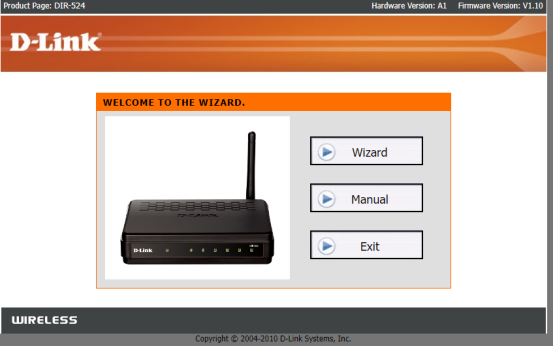 Product Page: DIR-524
Hardware Version: A1 Firmware Version: V1.10
D-Link
WELCOME TO THE WIZARD.
Wizard
Manual
Exit
D-Link
WIRELESS
Copyright © 2004-2010 D-Link Systems, Inc.